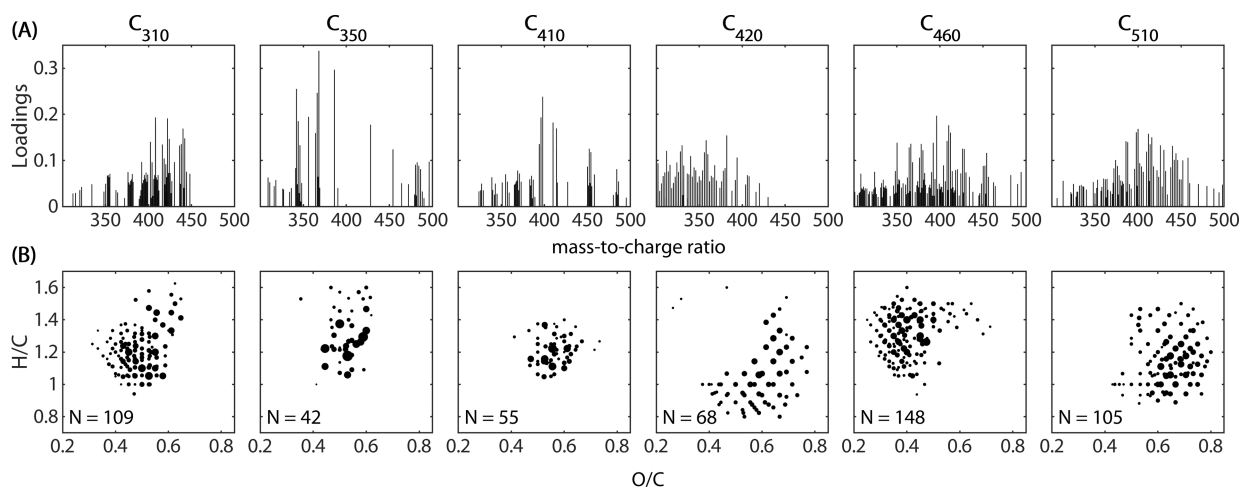 (A) C310 C350 C410 C420 C460 C510
0.3
0.2
0.1
0
Loadings
350 400 450 500 350 400 450 500 350 400 450 500 350 400 450 500 350 400 450 500 350 400 450 500
mass-to-charge ratio
(B)
1.6
1.4
1.2
1
0.8
H/C
N = 109 N = 42 N = 55 N = 68 N = 148 N = 105
0.2 0.4 0.6 0.8 0.2 0.4 0.6 0.8 0.2 0.4 0.6 0.8 0.2 0.4 0.6 0.8 0.2 0.4 0.6 0.8 0.2 0.4 0.6 0.8
O/C